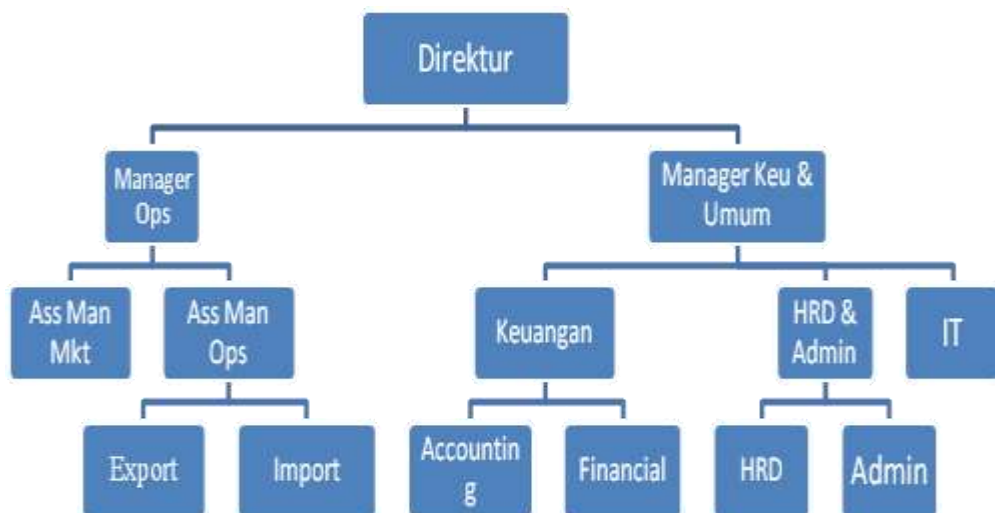 Direktur
Manager
Ops
Manager Keu &
Umum
Ass Man
Mkt
Ass Man
Ops
Keuangan
HRD &
Admin
IT
Export
Import
Accountin
g
Financial
HRD
Admin